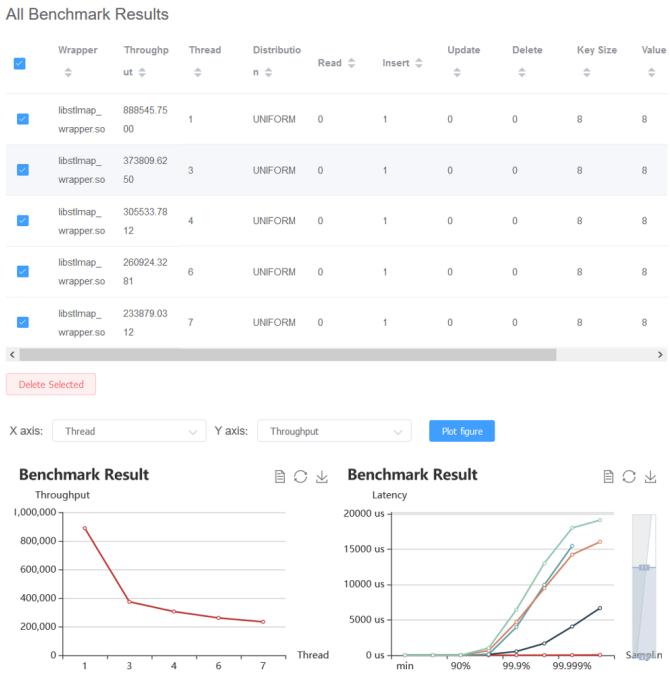 All Benchmark Results
Wrapper Throughp Thread Distributio Read Insert Update Delete Key Size Value
ut n
libstlmap_ 888545.75 1 UNIFORM 0 1 0 0 8 8
wrapper.so 00
libstlmap_ 373809.62 3 UNIFORM 0 1 0 0 8 8
wrapper.so 50
libstlmap_ 305533.78 4 UNIFORM 0 1 0 0 8 8
wrapper.so 12
libstlmap_ 260924.32 6 UNIFORM 0 1 0 0 8 8
wrapper.so 81
libstlmap_ 233879.03 7 UNIFORM 0 1 0 0 8 8
wrapper.so 12
Delete Selected
X axis: Thread Y axis: Throughput Plot figure
Benchmark Result
Throughput
1,000,000
800,000
600,000
400,000
200,000
0
1 3 4 6 7
Thread
Benchmark Result
Latency
20000 us
15000 us
10000 us
5000 us
0 us
min 90% 99.9% 99.999%